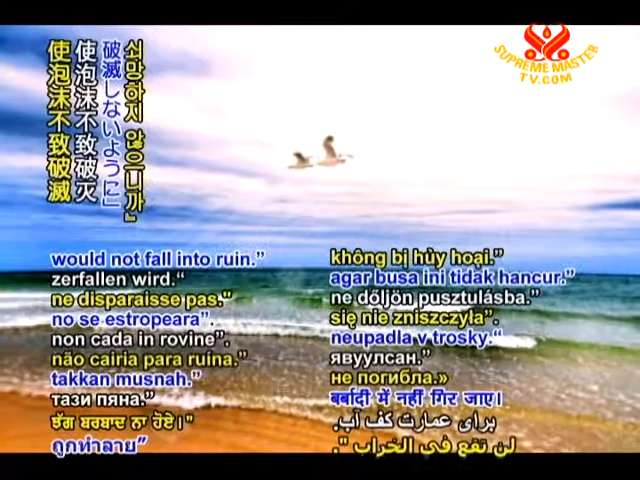 SUPREME MASTER
TV.COM
쇠망하지 않으니까』
破滅しないように」
使泡沫不致破灭
使泡沫不致破滅
would not fall into ruin.”
zerfallen wird.“
ne disparaisse pas."
no se estropeara”.
non cada in rovine”.
não cairia para ruína.”
takkan musnah.”
тази пяна.”
ਝੱਗ ਬਰਬਾਦ ਨਾ ਹੋਏ।"
ถูกทำลาย”
không bị hủy hoại.”
agar busa ini tidak hancur.”
ne dőljön pusztulásba.”
się nie zniszczyła”.
neupadla v trosky.“
явуулсан.”
не погибла.»
बर्बादी में नहीं गिर जाए।
برای عمارت کف آب.
لن تقع في الخراب ".